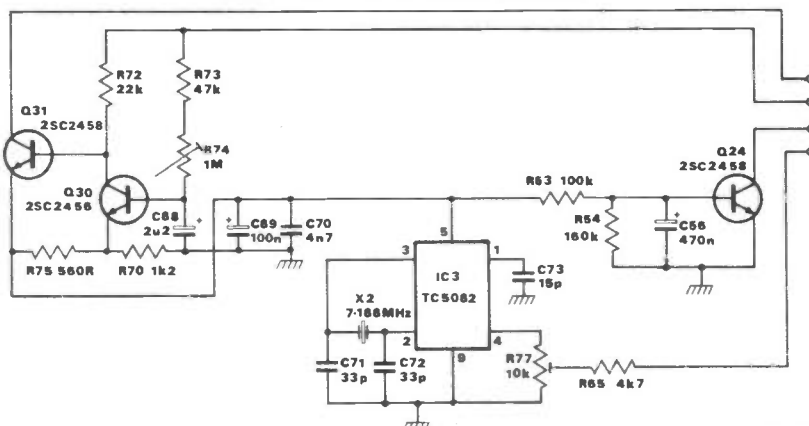 R72
22k
R73
47k
Q31
2SC2458
R74
1M
Q30
2SC2456
C68
2u2
C69
100n
C70
4n7
R75 560R
R70 1k2
R63 100k
Q24
2SC2458
R54
160k
C56
470n
5
3
1
IC3
TC5082
C73
15p
X2
7·168MHz
2
4
9
C71
33p
C72
33p
R77
10k
R65 4k7